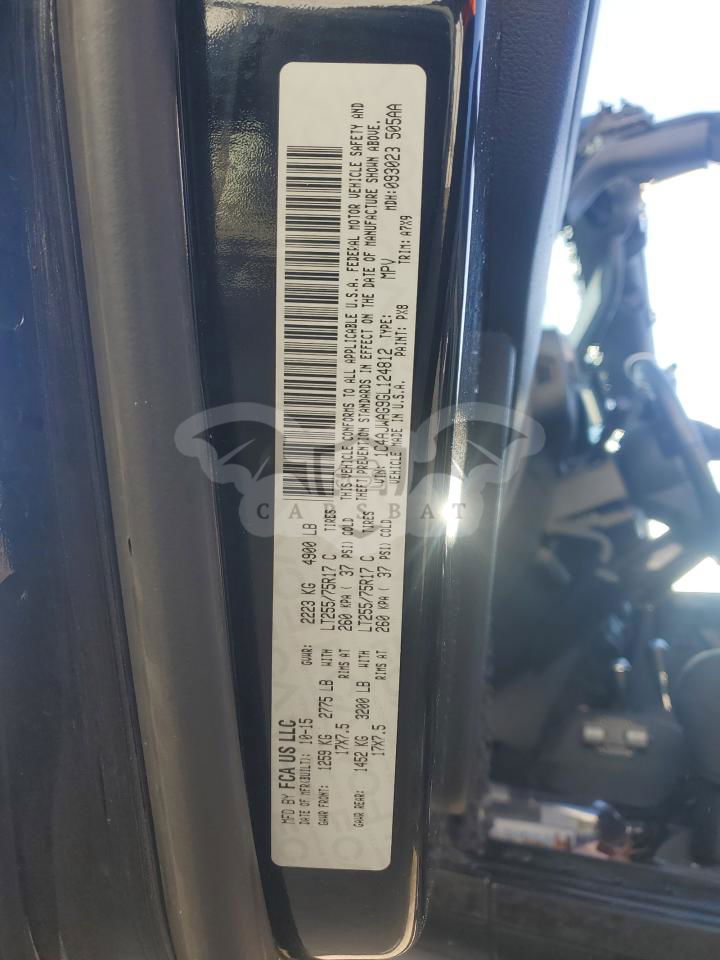 MFD BY FCA US LLC
DATE OF MFR(BUILT): 10-15 GVWR: 2223 KG 4900 LB
GAWR FRONT: 1259 KG 2775 LB WITH LT255/75R17 C TIRES
17X7.5 RIMS AT 260 KPA ( 37 PSI) COLD
GAWR REAR: 1452 KG 3200 LB WITH LT255/75R17 C TIRES
17X7.5 RIMS AT 260 KPA ( 37 PSI) COLD
THIS VEHICLE CONFORMS TO ALL APPLICABLE U.S.A. FEDERAL MOTOR VEHICLE SAFETY AND
THEFT PREVENTION STANDARDS IN EFFECT ON THE DATE OF MANUFACTURE SHOWN ABOVE.
VIN: 1C4AJWAG9GL124812 TYPE: MPV MDH:093023 505AA
VEHICLE MADE IN U.S.A. PAINT: PX8 TRIM: A7X9
CARSBAT